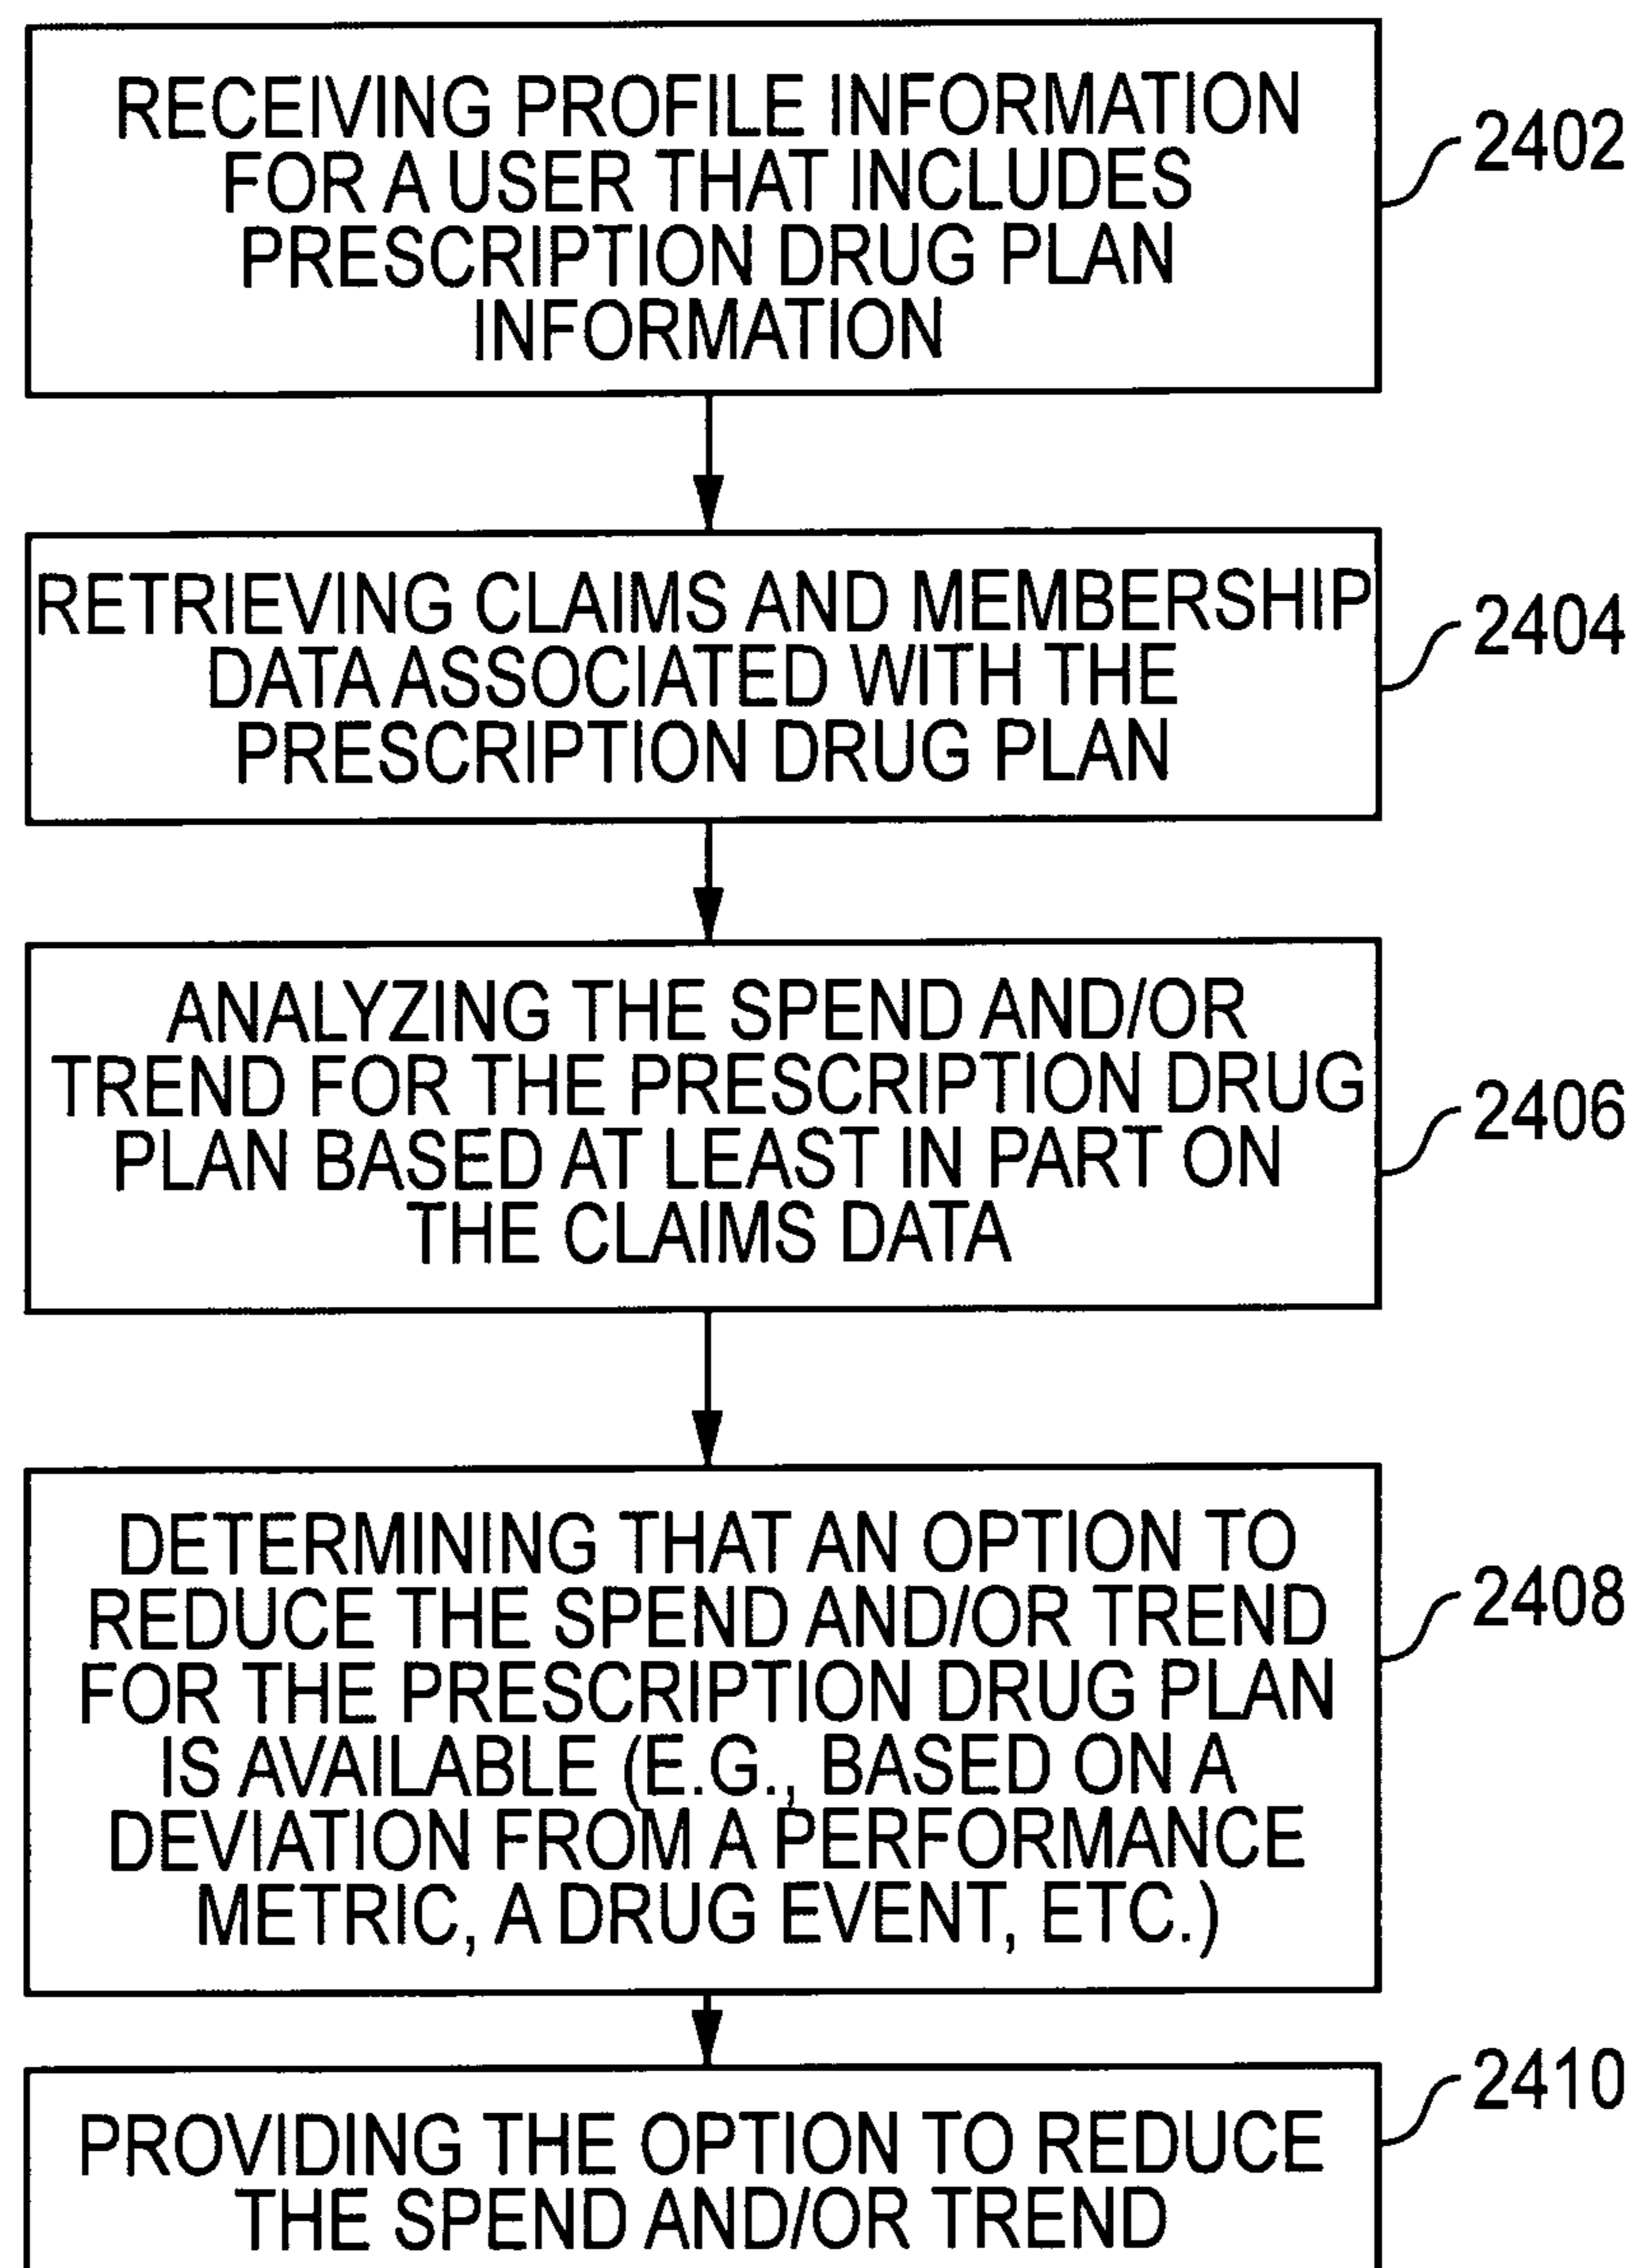 RECEIVING PROFILE INFORMATION
FOR A USER THAT INCLUDES
PRESCRIPTION DRUG PLAN
INFORMATION
2402
RETRIEVING CLAIMS AND MEMBERSHIP
DATA ASSOCIATED WITH THE
PRESCRIPTION DRUG PLAN
2404
ANALYZING THE SPEND AND/OR
TREND FOR THE PRESCRIPTION DRUG
PLAN BASED AT LEAST IN PART ON
THE CLAIMS DATA
2406
DETERMINING THAT AN OPTION TO
REDUCE THE SPEND AND/OR TREND
FOR THE PRESCRIPTION DRUG PLAN
IS AVAILABLE (E.G., BASED ON A
DEVIATION FROM A PERFORMANCE
METRIC, A DRUG EVENT, ETC.)
2408
PROVIDING THE OPTION TO REDUCE
THE SPEND AND/OR TREND
2410